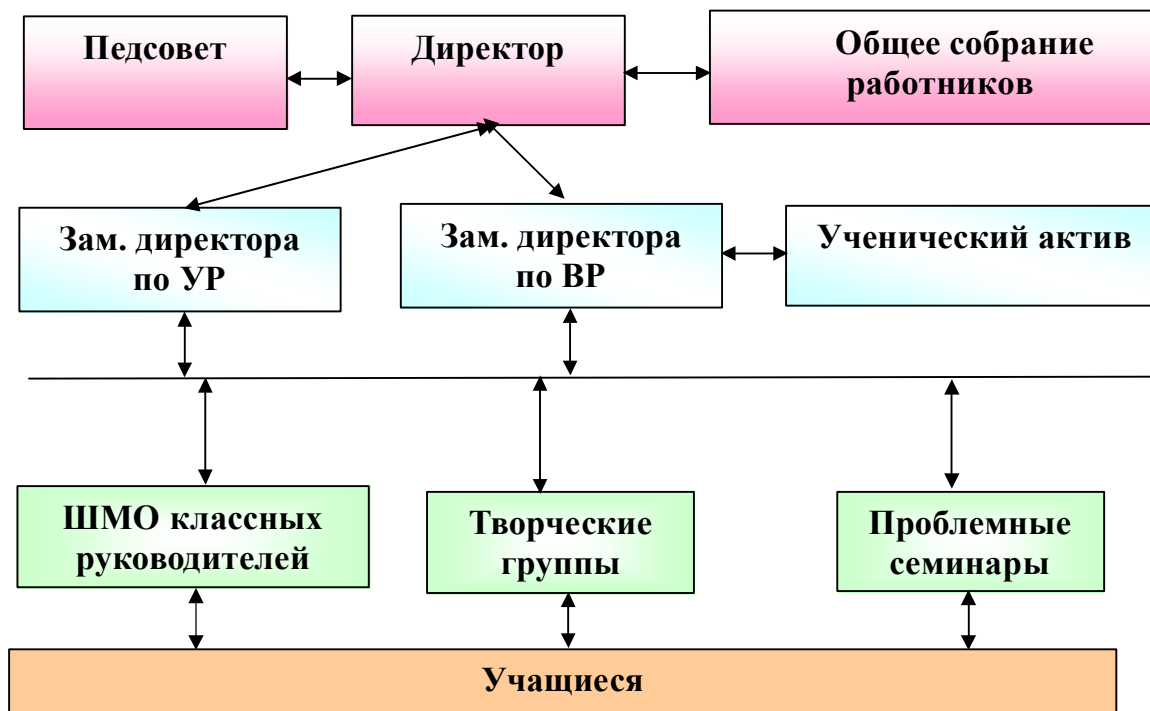 Педсовет
Директор
Общее собрание
работников
Зам. директора
по УР
Зам. директора
по ВР
Ученический актив
ШМО классных
руководителей
Творческие
группы
Проблемные
семинары
Учащиеся